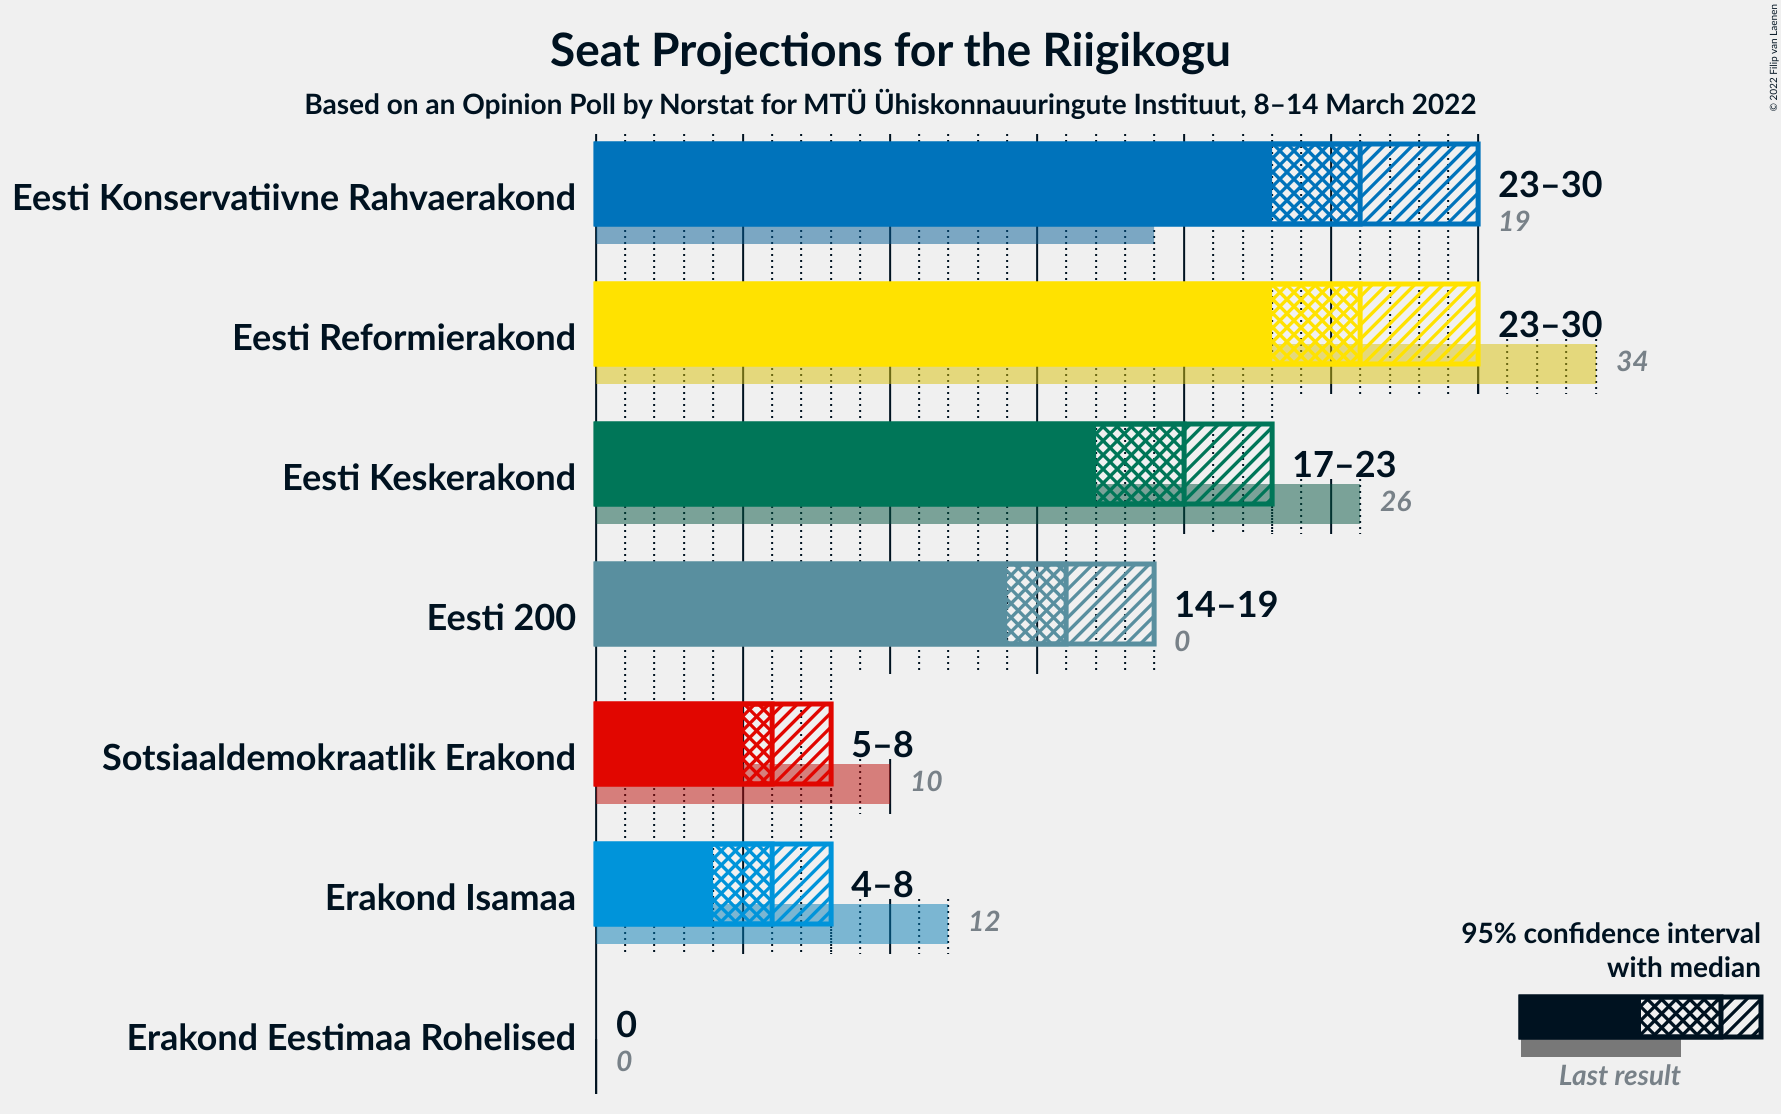 Seat Projections for the Riigikogu
Based on an Opinion Poll by Norstat for MTÜ Ühiskonnauuringute Instituut, 8–14 March 2022
© 2022 Filip van Laenen
Eesti Konservatiivne Rahvaerakond
23–30
19
Eesti Reformierakond
23–30
34
Eesti Keskerakond
17–23
26
Eesti 200
14–19
0
Sotsiaaldemokraatlik Erakond
5–8
10
Erakond Isamaa
4–8
12
Erakond Eestimaa Rohelised
0
0
95% confidence interval
with median
Last result